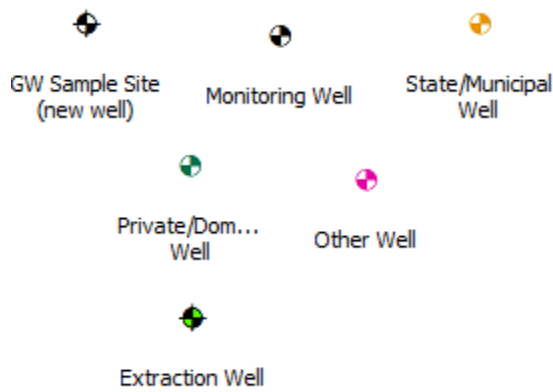 GW Sample Site
(new well)
Monitoring Well
State/Municipal
Well
Private/Dom...
Well
Other Well
Extraction Well